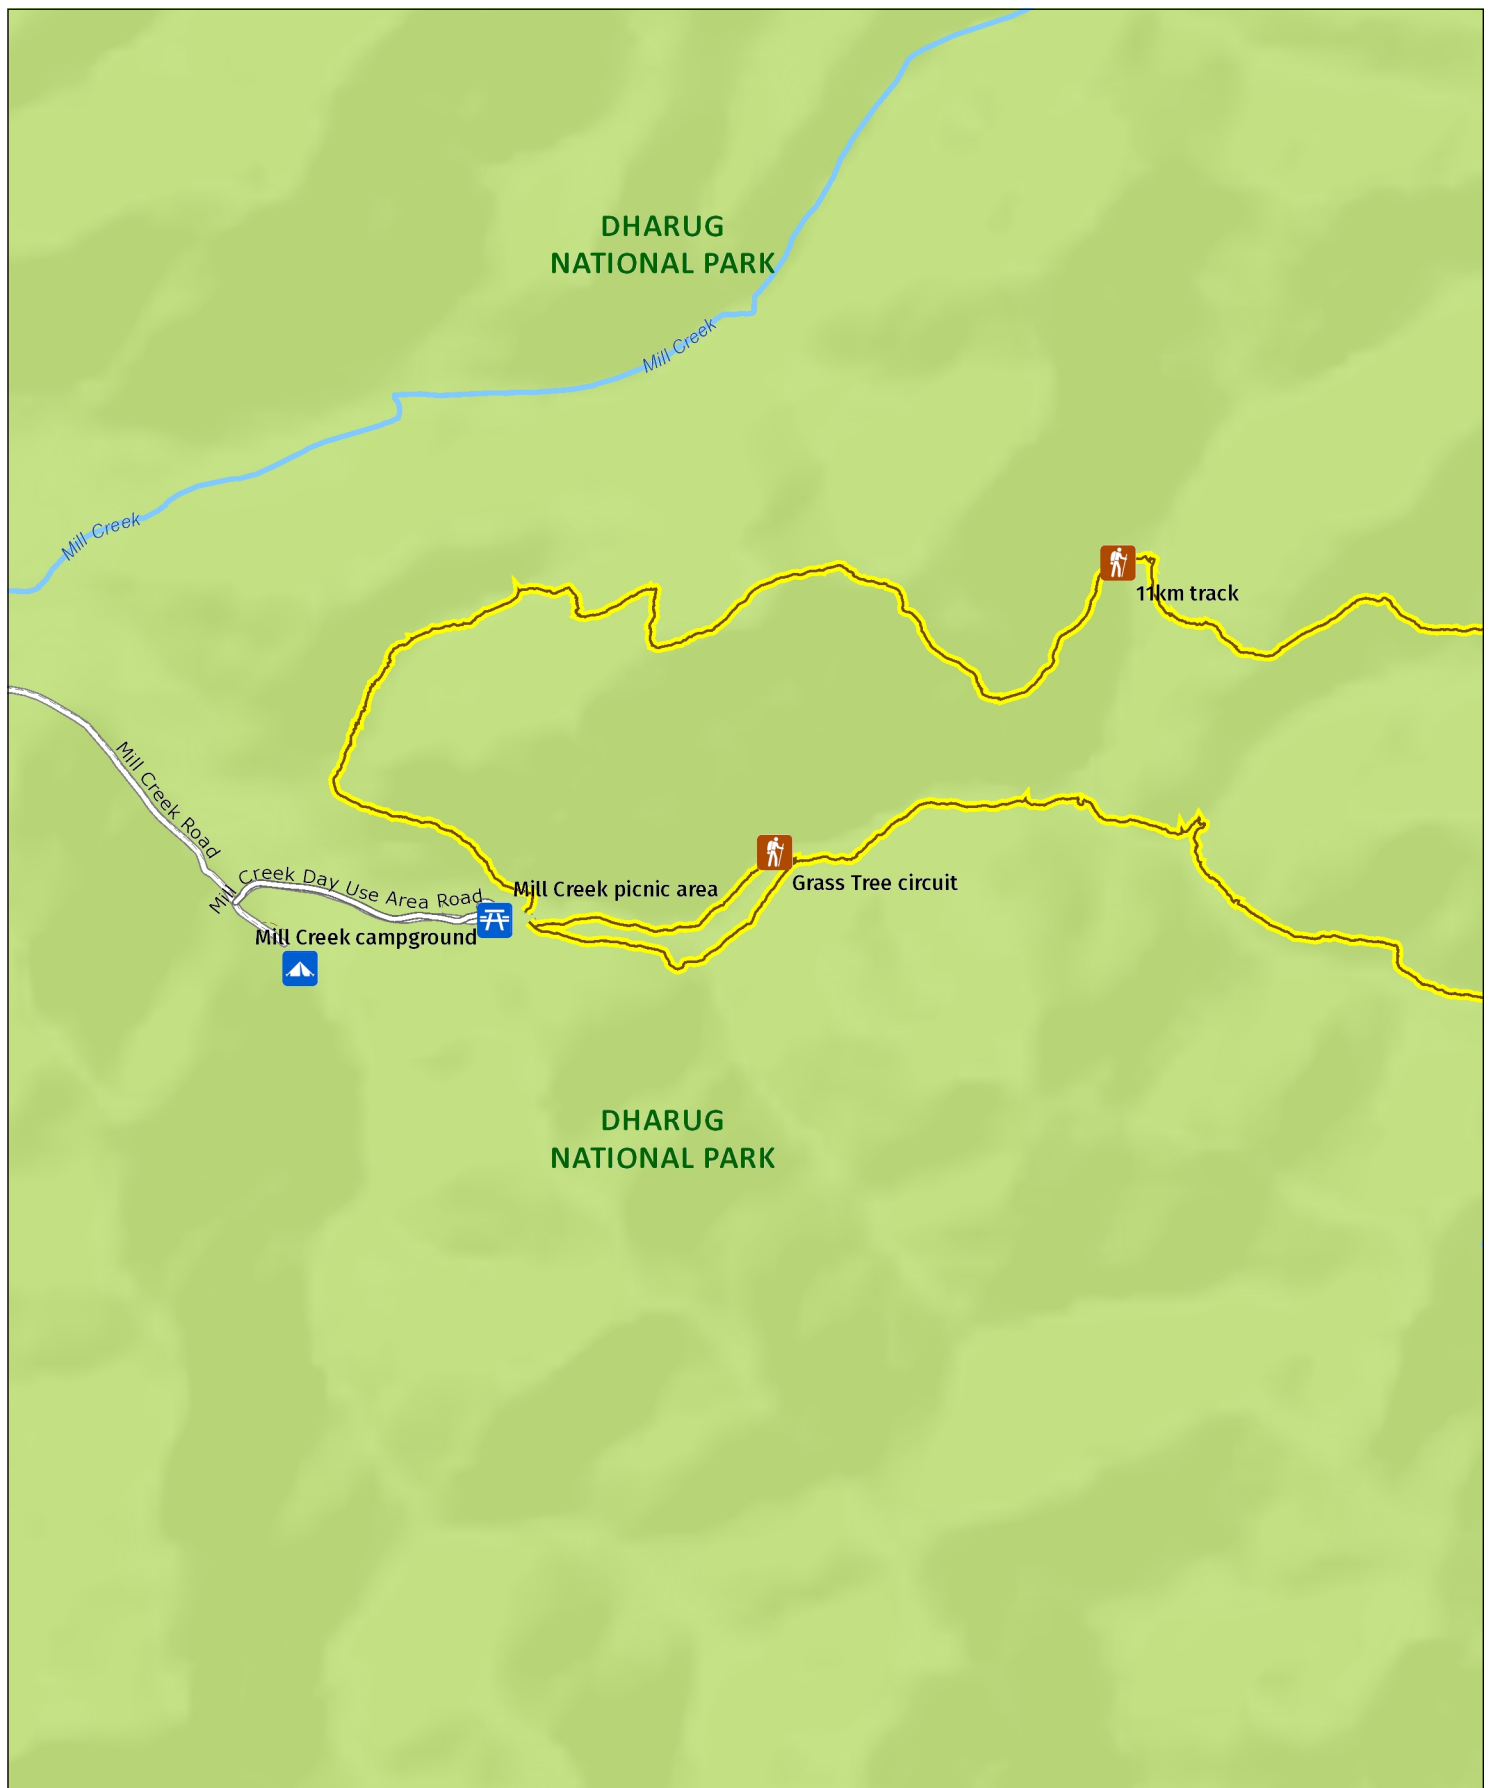 DHARUG
NATIONAL PARK
Mill Creek
Mill Creek
11km track
Mill Creek Road
Mill Creek Day Use Area Road
Mill Creek picnic area
Grass Tree circuit
Mill Creek campground
DHARUG
NATIONAL PARK